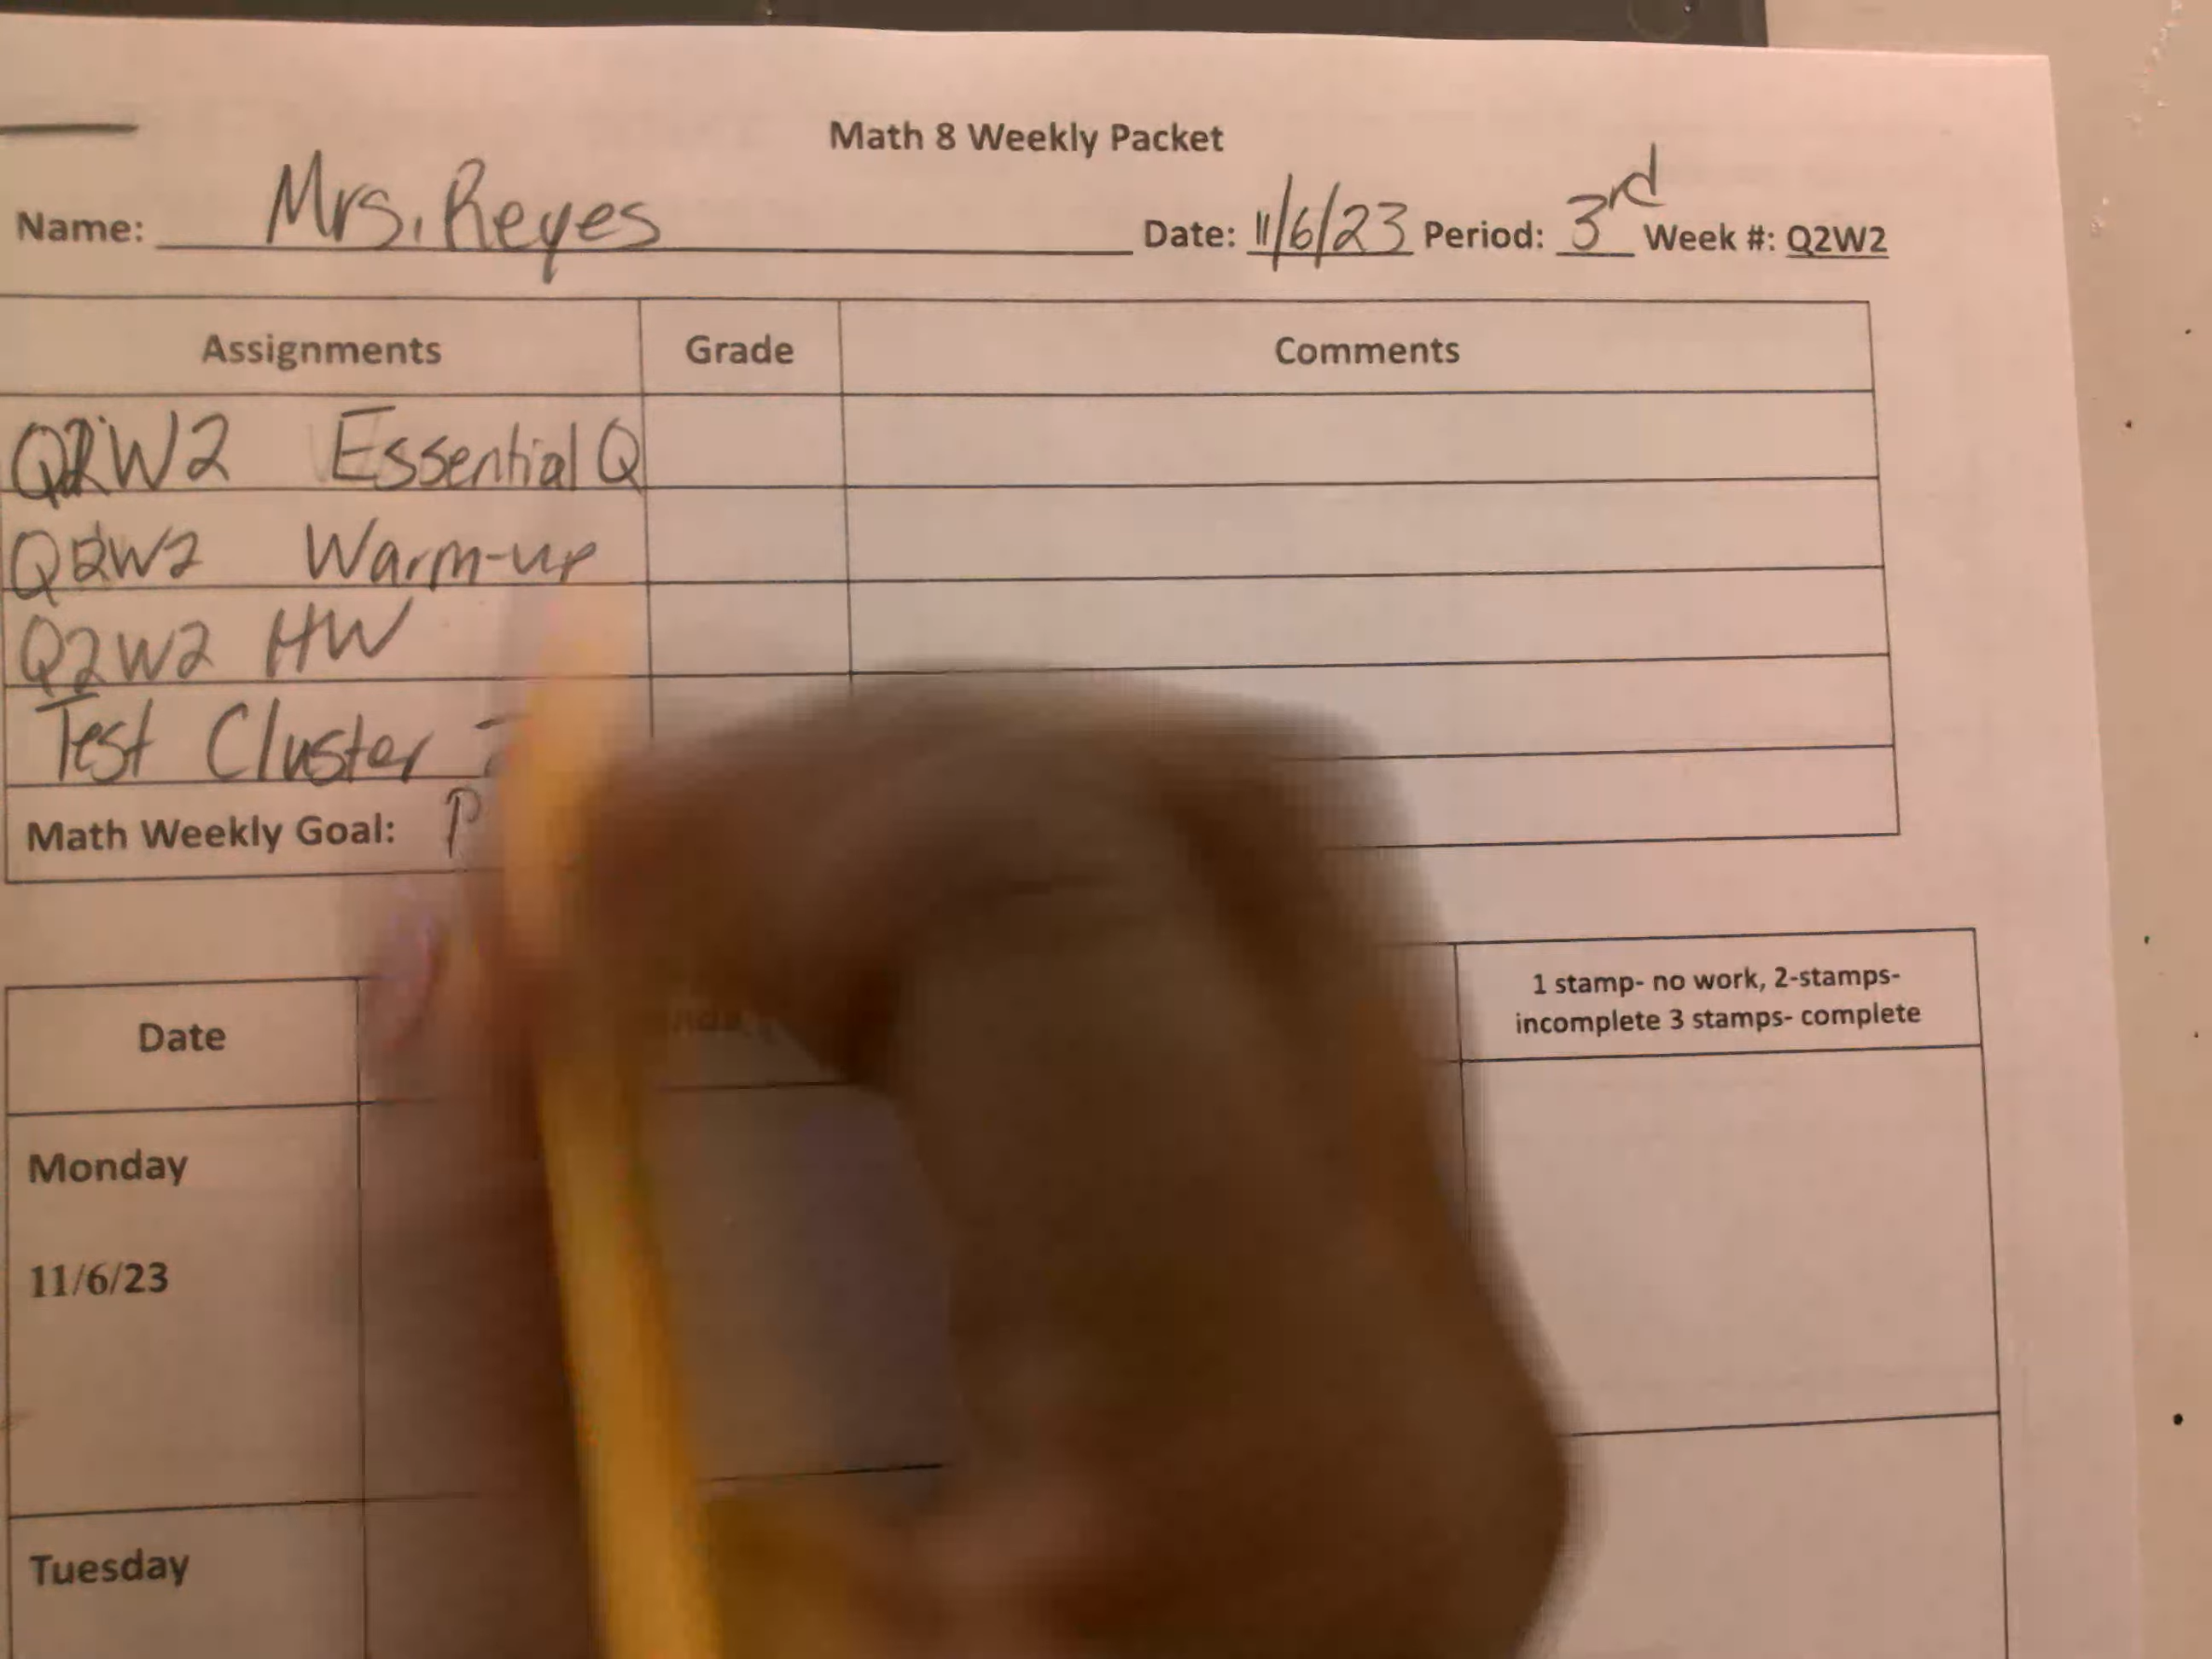 Math 8 Weekly Packet
Name: Mrs. Reyes Date: 11/6/23 Period: 3rd Week #: Q2W2
Assignments Grade Comments
Q2W2 Essential Q
Q2W2 Warm-up
Q2W2 HW
Test Cluster
Math Weekly Goal:
Date 1 stamp- no work, 2-stamps-
incomplete 3 stamps- complete
Monday
11/6/23
Tuesday